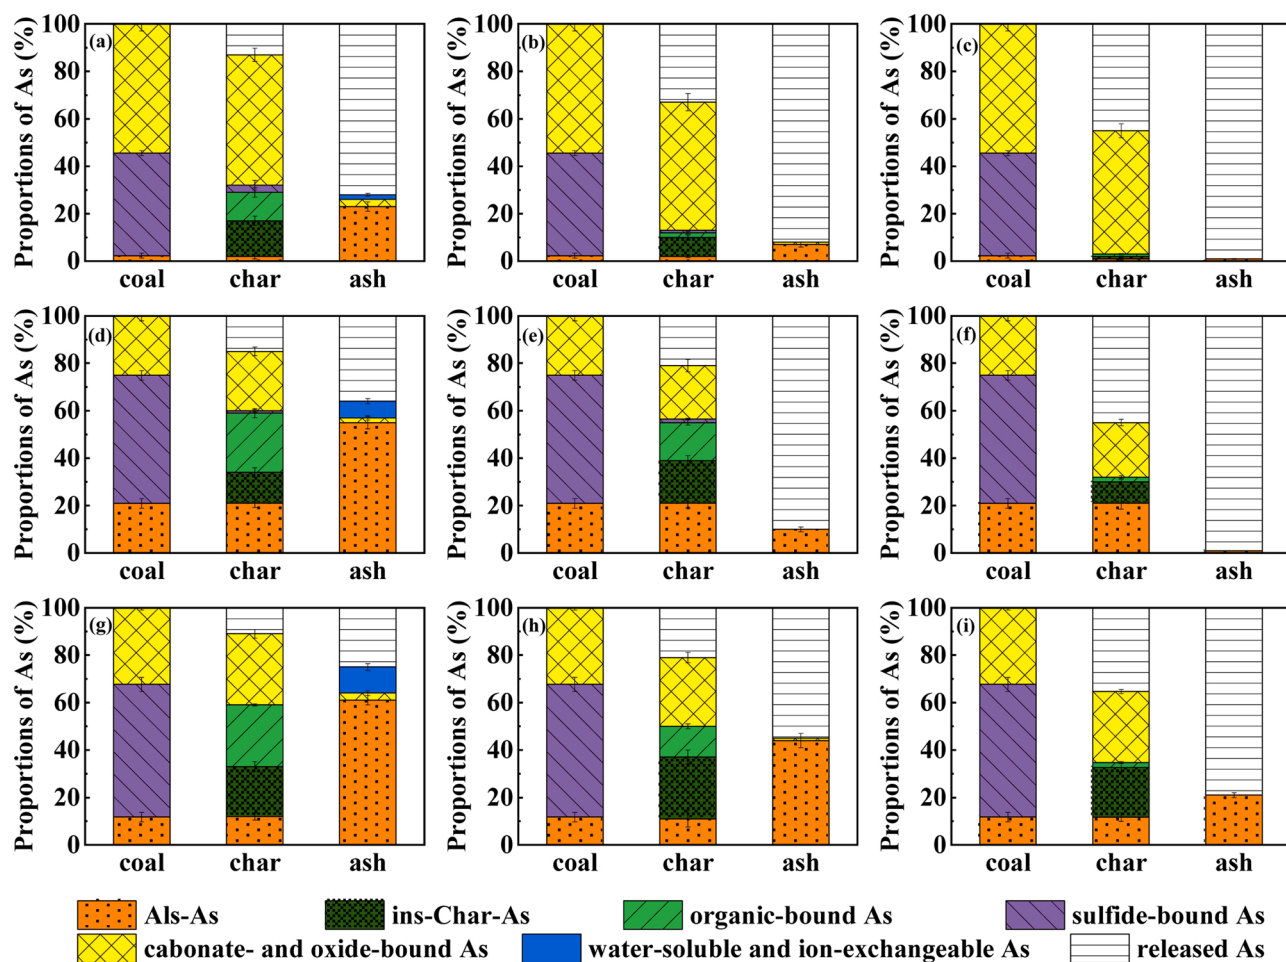 Proportions of As (%)
100
80
60
40
20
0
(a)
coal char ash
Proportions of As (%)
100
80
60
40
20
0
(b)
coal char ash
Proportions of As (%)
100
80
60
40
20
0
(c)
coal char ash
Proportions of As (%)
100
80
60
40
20
0
(d)
coal char ash
Proportions of As (%)
100
80
60
40
20
0
(e)
coal char ash
Proportions of As (%)
100
80
60
40
20
0
(f)
coal char ash
Proportions of As (%)
100
80
60
40
20
0
(g)
coal char ash
Proportions of As (%)
100
80
60
40
20
0
(h)
coal char ash
Proportions of As (%)
100
80
60
40
20
0
(i)
coal char ash
Als-As ins-Char-As organic-bound As sulfide-bound As
cabonate- and oxide-bound As water-soluble and ion-exchangeable As released As